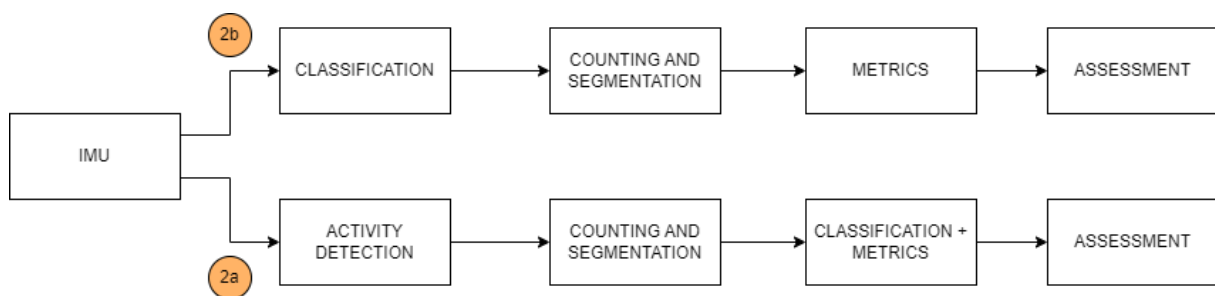 2b
CLASSIFICATION
COUNTING AND
SEGMENTATION
METRICS
ASSESSMENT
IMU
ACTIVITY
DETECTION
COUNTING AND
SEGMENTATION
CLASSIFICATION +
METRICS
ASSESSMENT
2a